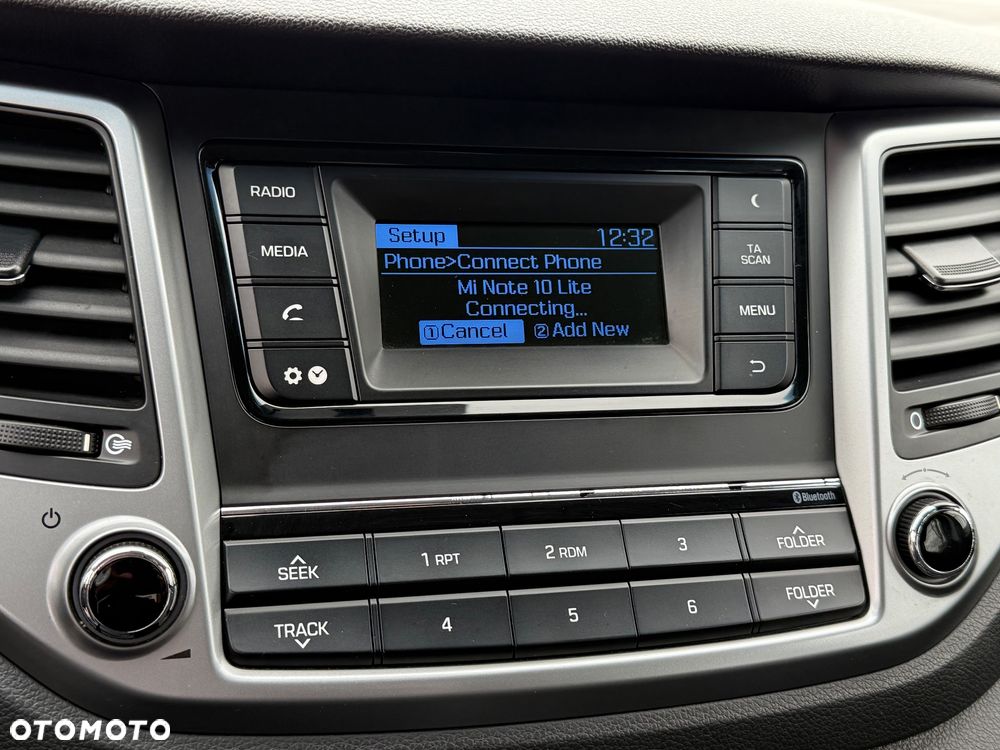 RADIO
MEDIA
Setup 12:32
Phone>Connect Phone
Mi Note 10 Lite
Connecting...
1 Cancel 2 Add New
TA
SCAN
MENU
0
Bluetooth
SEEK
1 RPT
2 RDM
3
FOLDER
TRACK
4
5
6
FOLDER
OTOMOTO